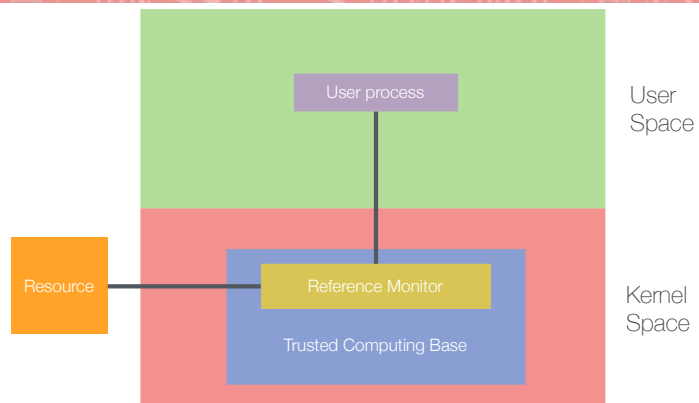 User process
User
Space
Resource
Reference Monitor
Kernel
Space
Trusted Computing Base